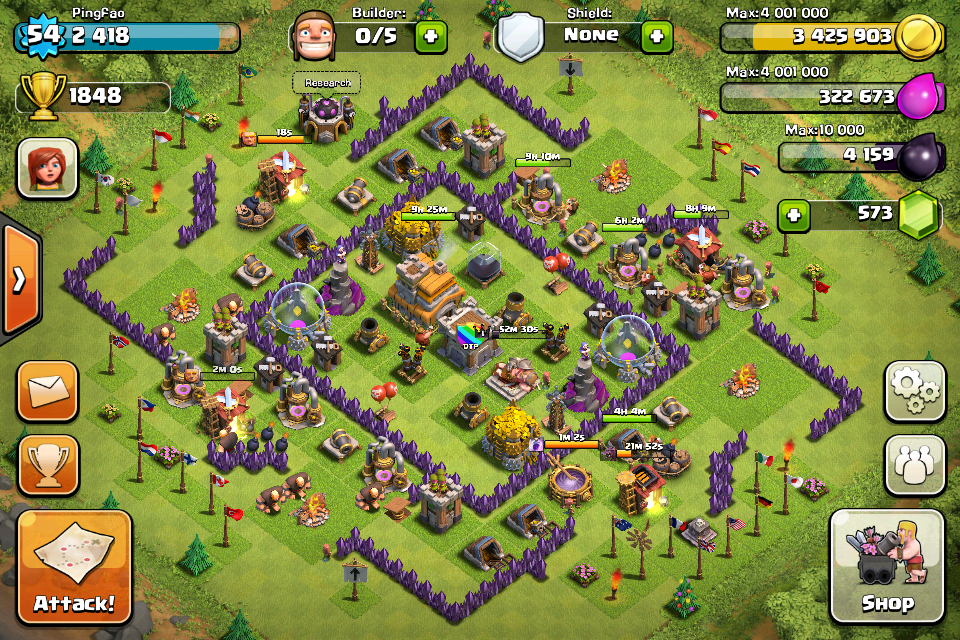 Pingfao
54 2 418
1848
Builder:
0/5
Shield:
None
Max:4 001 000
3 425 903
Max:4 001 000
322 673
Max:10 000
4 159
573
Research
18s
9h 10m
9h 25m
6h 2m
8h 9m
52m 30s
DTP
2m 0s
4h 4m
1m 2s
21m 52s
Attack!
Shop